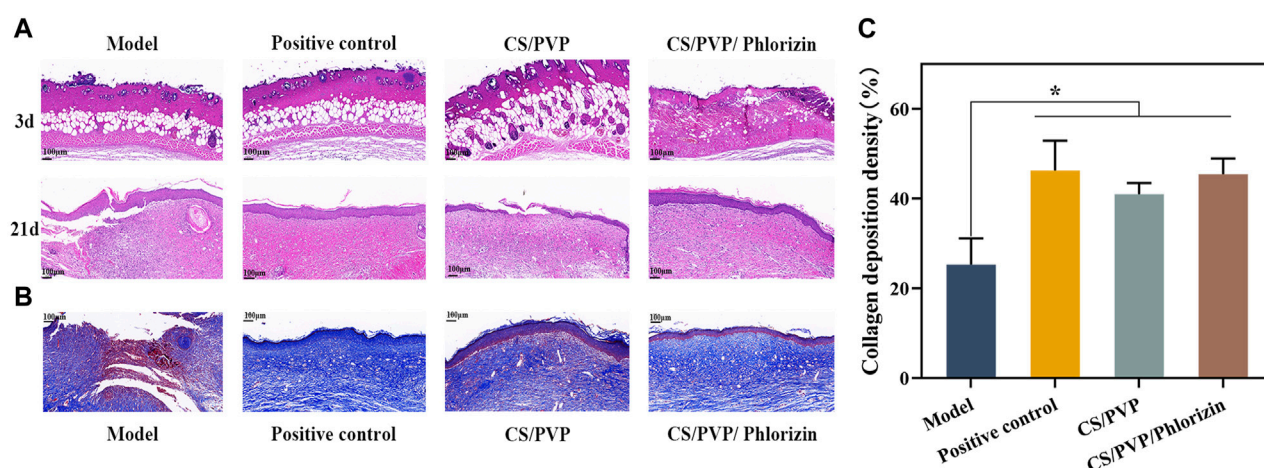 A
Model
Positive control
CS/PVP
CS/PVP/ Phlorizin
3d
100μm
100μm
100μm
100μm
21d
100μm
100μm
100μm
100μm
B
100μm
100μm
100μm
100μm
Model
Positive control
CS/PVP
CS/PVP/ Phlorizin
C
Collagen deposition density (%)
60
40
20
0
*
Model
Positive control
CS/PVP
CS/PVP/Phlorizin